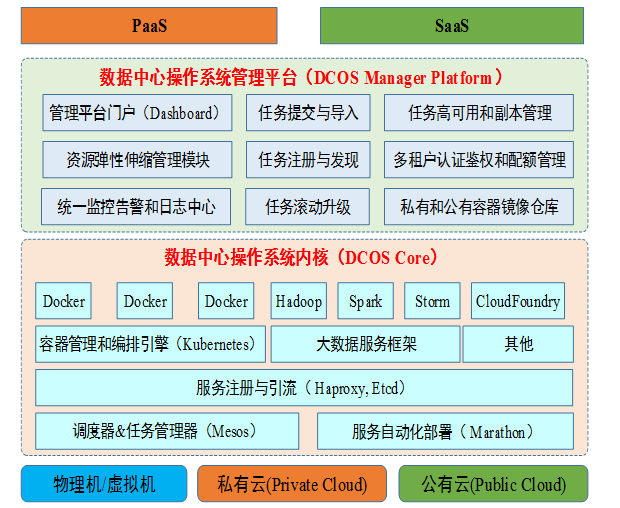 PaaS
SaaS
数据中心操作系统管理平台（DCOS Manager Platform）
管理平台门户（Dashboard）
任务提交与导入
任务高可用和副本管理
资源弹性伸缩管理模块
任务注册与发现
多租户认证鉴权和配额管理
统一监控告警和日志中心
任务滚动升级
私有和公有容器镜像仓库
数据中心操作系统内核（DCOS Core）
Docker
Docker
Docker
Hadoop
Spark
Storm
CloudFoundry
容器管理和编排引擎（Kubernetes）
大数据服务框架
其他
服务注册与引流（ Haproxy, Etcd）
调度器&任务管理器（Mesos）
服务自动化部署（ Marathon）
物理机/虚拟机
私有云(Private Cloud)
公有云(Public Cloud)